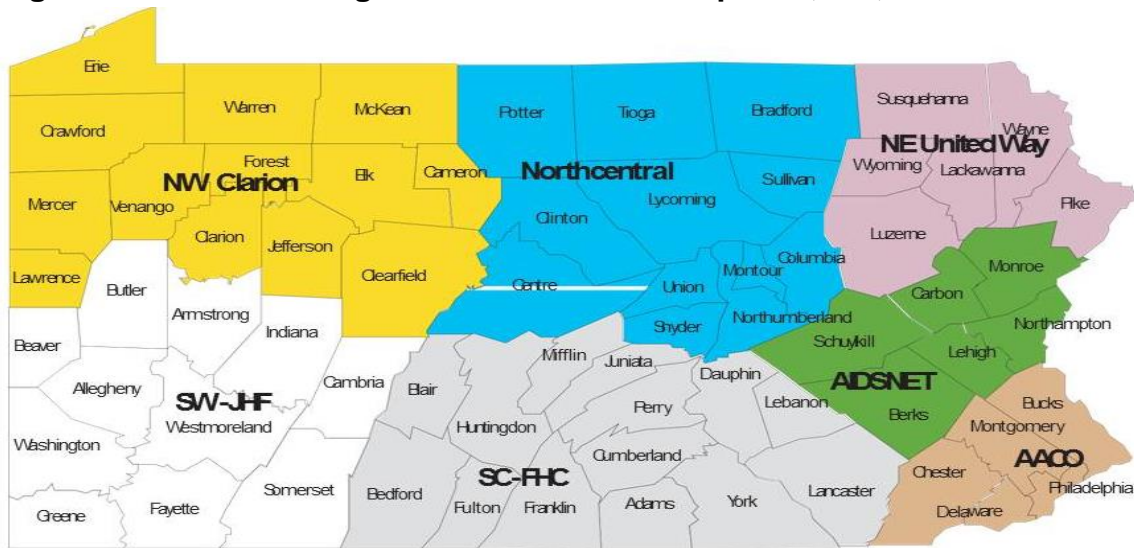 Erie
Warren
McKean
Crawford
Potter
Tioga
Bradford
Susquehanna
Wayne
NE United Way
Forest
Elk
Cameron
NW Clarion
Northcentral
Wyoming
Lackawanna
Mercer
Venango
Sullivan
Lycoming
Pike
Clinton
Clarion
Jefferson
Luzerne
Columbia
Lawrence
Clearfield
Montour
Monroe
Centre
Union
Carbon
Butler
Armstrong
Northumberland
Northampton
Indiana
Snyder
Schuylkill
Beaver
Mifflin
Juniata
Lehigh
Allegheny
Cambria
Blair
Dauphin
AIDSNET
SW-JHF
Lebanon
Westmoreland
Perry
Berks
Bucks
Huntingdon
Montgomery
Washington
Cumberland
AACO
SC-FHC
Chester
Philadelphia
Somerset
Bedford
Lancaster
Fayette
Fulton
Franklin
Adams
York
Delaware
Greene